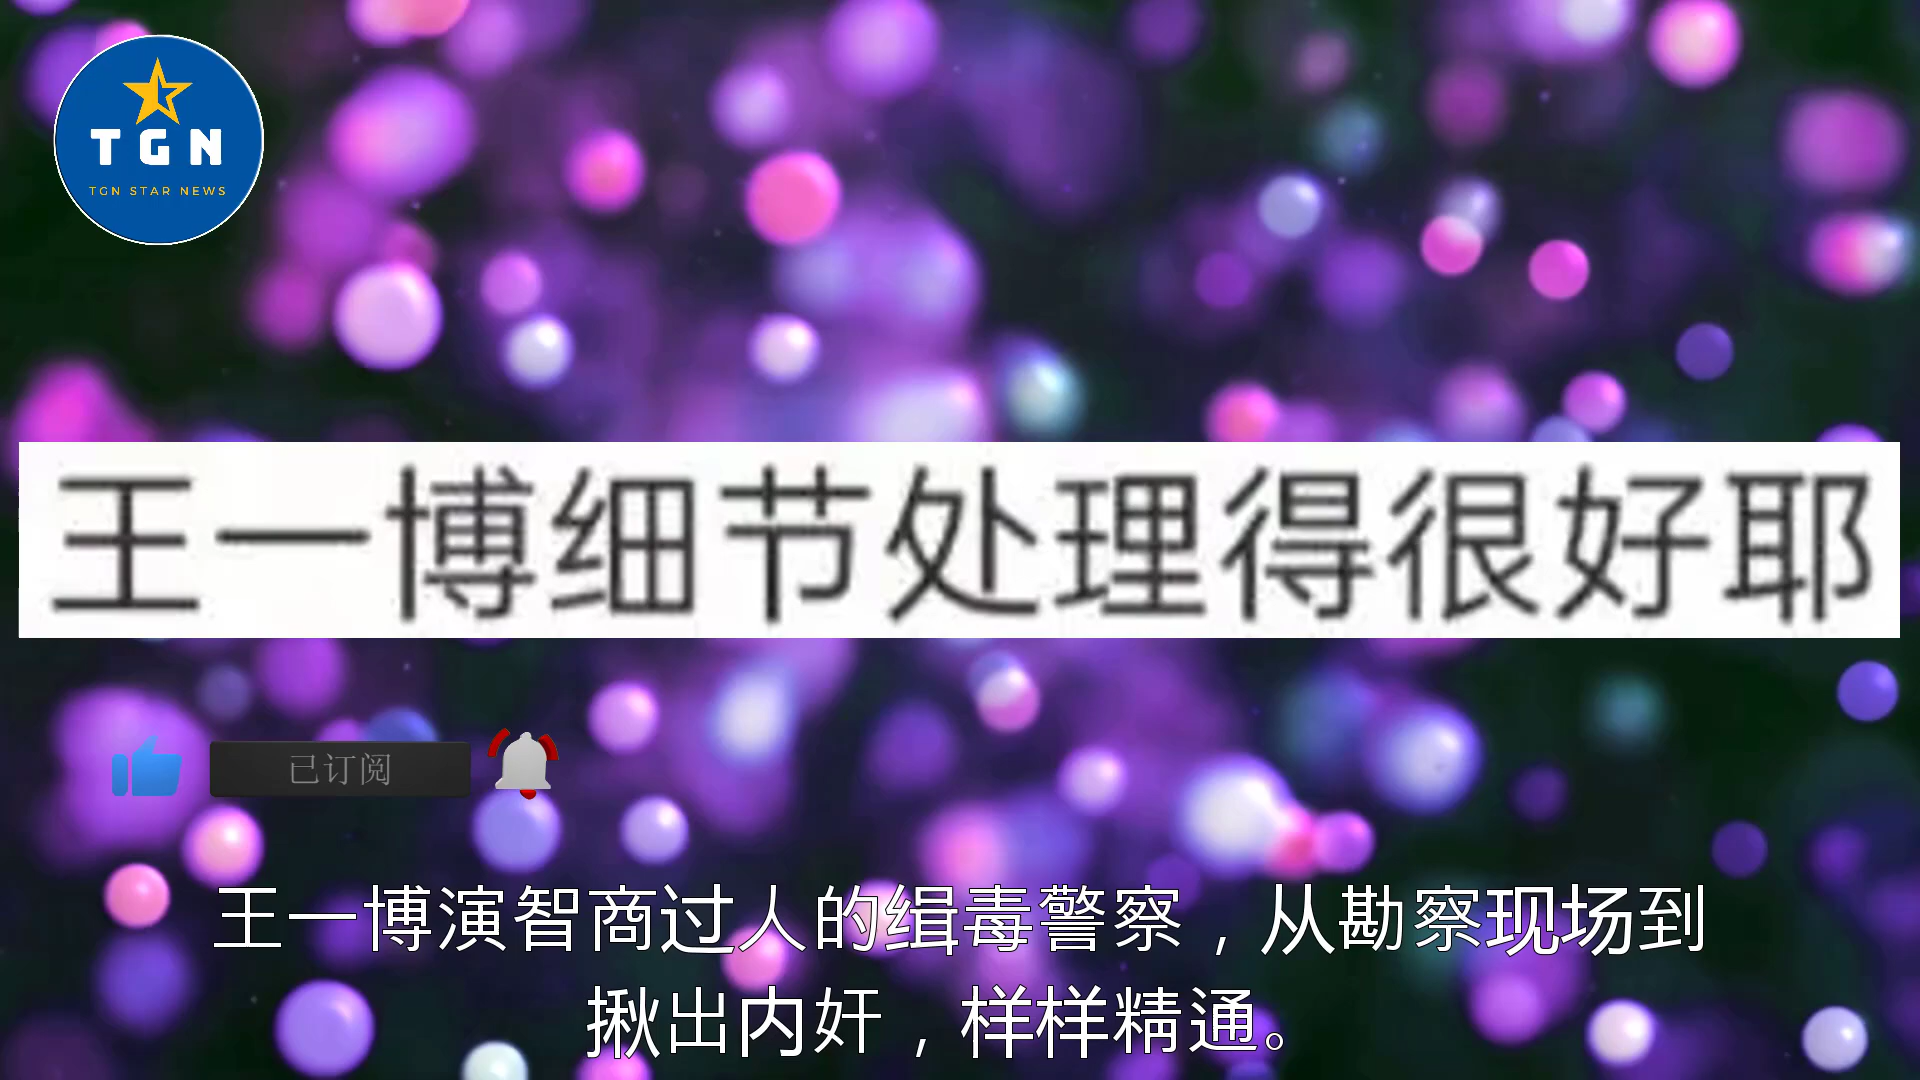 TGN
TGN STAR NEWS
王一博细节处理得很好耶
已订阅
王一博演智商过人的缉毒警察，从勘察现场到
揪出内奸，样样精通。